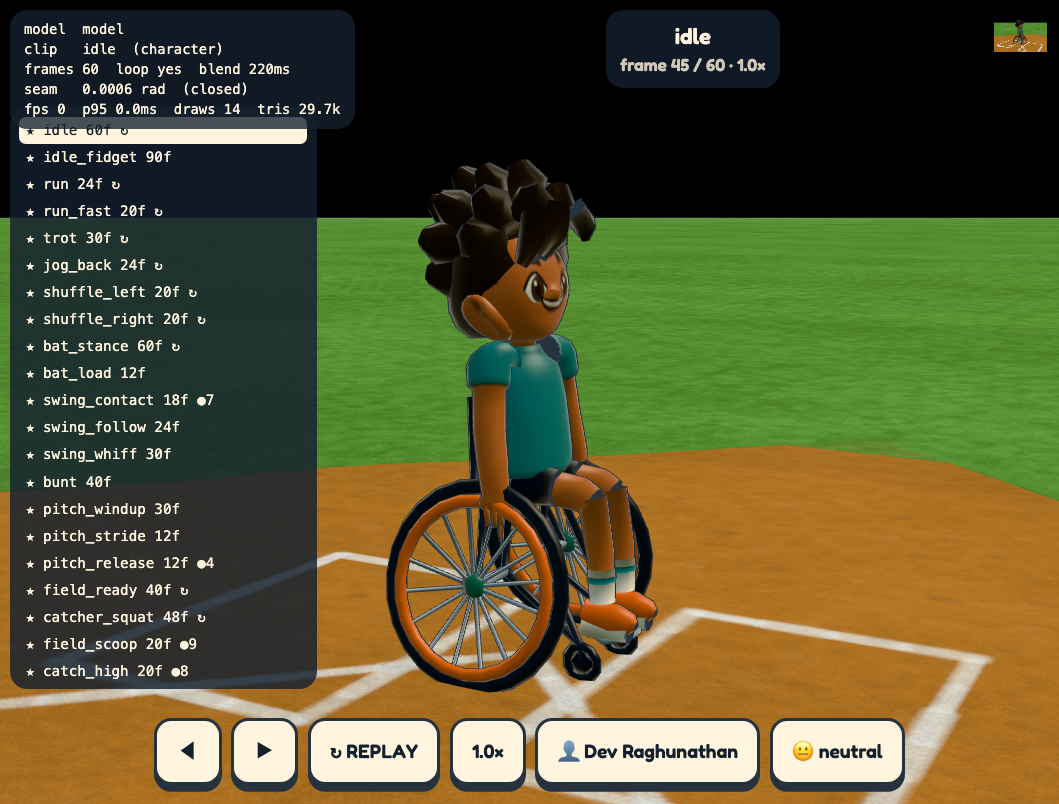 model model
clip idle (character)
frames 60 loop yes blend 220ms
seam 0.0006 rad (closed)
fps 0 p95 0.0ms draws 14 tris 29.7k
★ idle 60f ↻
★ idle_fidget 90f
★ run 24f ↻
★ run_fast 20f ↻
★ trot 30f ↻
★ jog_back 24f ↻
★ shuffle_left 20f ↻
★ shuffle_right 20f ↻
★ bat_stance 60f ↻
★ bat_load 12f
★ swing_contact 18f ●7
★ swing_follow 24f
★ swing_whiff 30f
★ bunt 40f
★ pitch_windup 30f
★ pitch_stride 12f
★ pitch_release 12f ●4
★ field_ready 40f ↻
★ catcher_squat 48f ↻
★ field_scoop 20f ●9
★ catch_high 20f ●8
idle
frame 45 / 60 · 1.0×
◀ ▶ ↻ REPLAY 1.0× 👤 Dev Raghunathan 😐 neutral